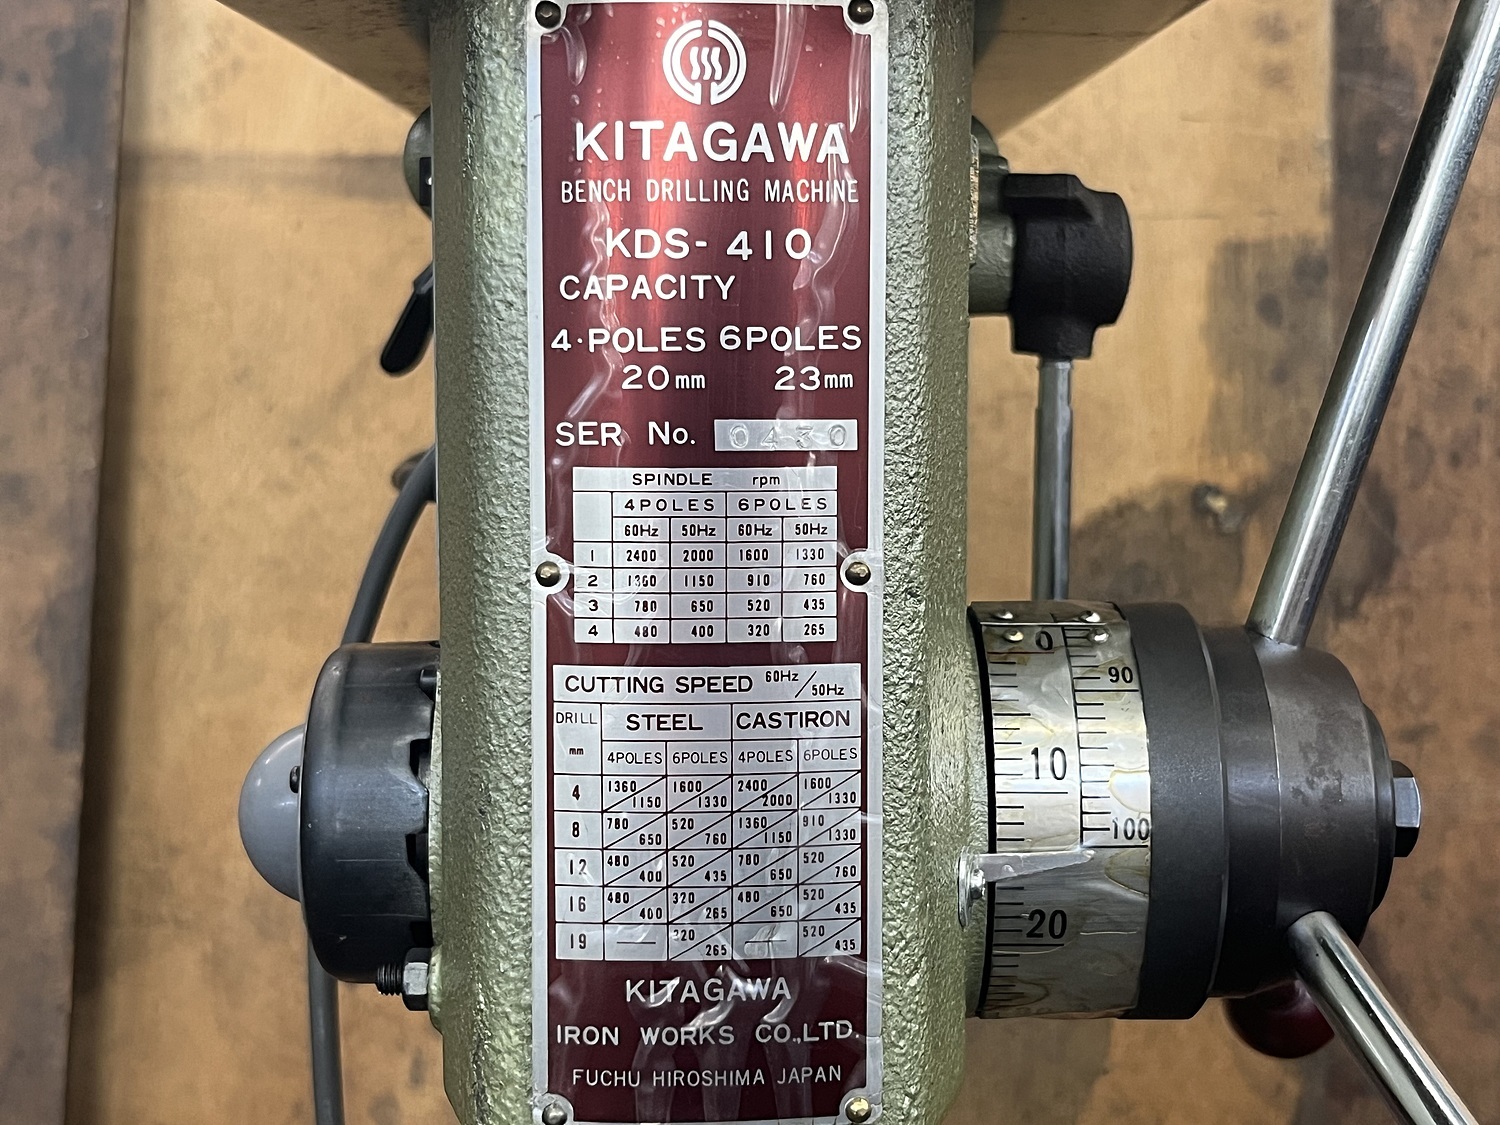 KITAGAWA
BENCH DRILLING MACHINE
KDS-410
CAPACITY
4·POLES 6POLES
20mm 23mm
SER No. 0430
SPINDLE rpm
4POLES 6POLES
60Hz 50Hz 60Hz 50Hz
1 2400 2000 1600 1330
2 1360 1150 910 760
3 780 650 520 435
4 480 400 320 265
CUTTING SPEED 60Hz/50Hz
DRILL mm STEEL CASTIRON
4POLES 6POLES 4POLES 6POLES
4 1360/1150 1600/1330 2400/2000 1600/1330
8 780/650 520/760 1360/1150 910/1330
12 480/400 520/435 780/650 520/760
16 480/400 320/265 480/650 520/435
19 — 320/265 — 520/435
KITAGAWA
IRON WORKS CO.,LTD.
FUCHU HIROSHIMA JAPAN
0
90
10
100
20